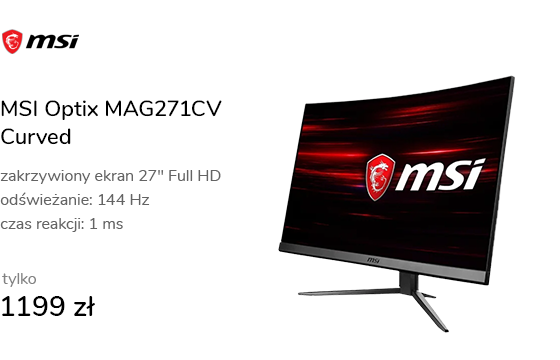 msi
MSI Optix MAG271CV
Curved
zakrzywiony ekran 27" Full HD
odświeżanie: 144 Hz
czas reakcji: 1 ms
tylko
1199 zł
msi
msi